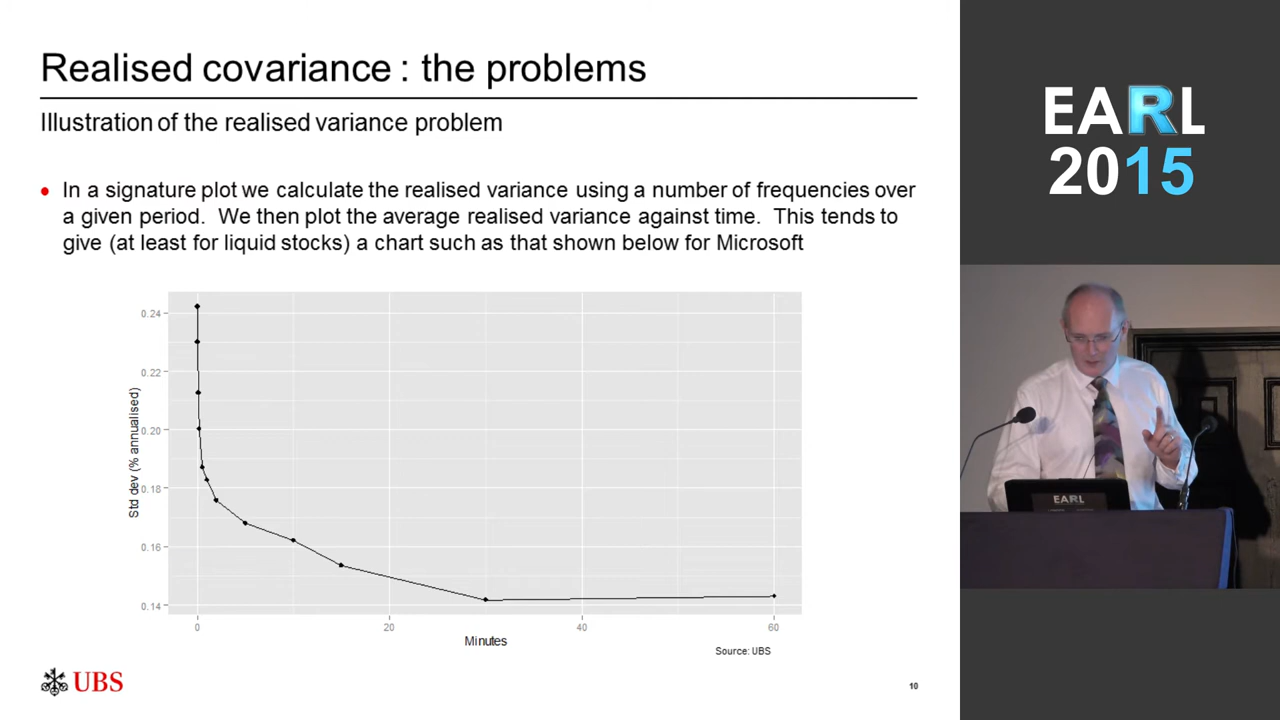 Realised covariance : the problems
Illustration of the realised variance problem
• In a signature plot we calculate the realised variance using a number of frequencies over
a given period. We then plot the average realised variance against time. This tends to
give (at least for liquid stocks) a chart such as that shown below for Microsoft
0.24
0.22
0.20
0.18
0.16
0.14
Std dev (% annualised)
0 20 40 60
Minutes
Source: UBS
UBS
10
EARL
2015
EARL